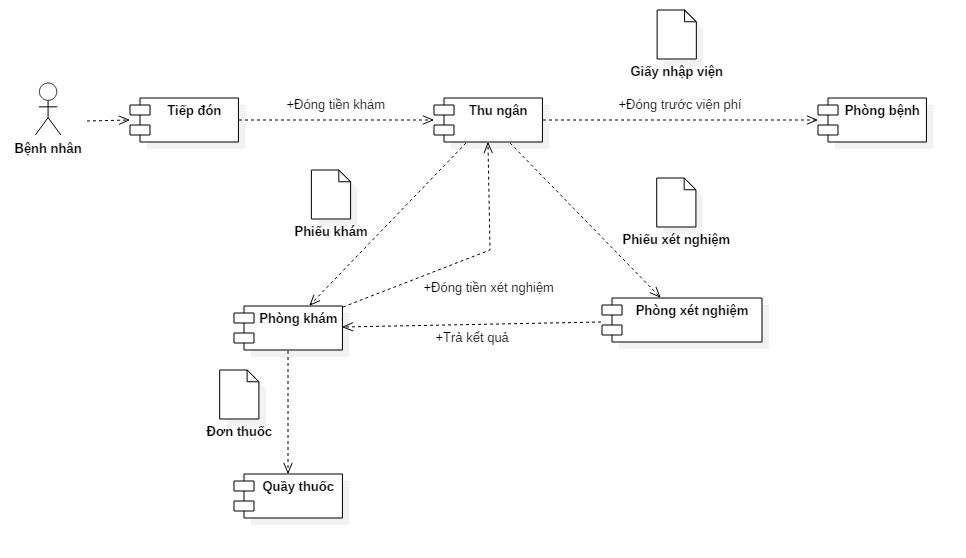 Giấy nhập viện
Bệnh nhân
Tiếp đón
+Đóng tiền khám
Thu ngân
+Đóng trước viện phí
Phòng bệnh
Phiếu khám
Phiếu xét nghiệm
+Đóng tiền xét nghiệm
Phòng khám
Phòng xét nghiệm
+Trả kết quả
Đơn thuốc
Quầy thuốc